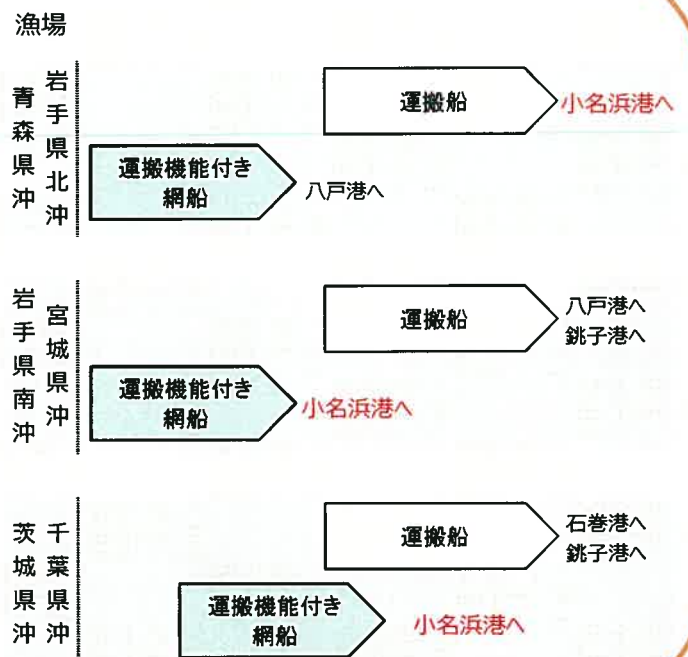 漁場
青森県沖
岩手県北沖
運搬船
小名浜港へ
運搬機能付き
網船
八戸港へ
岩手県南沖
宮城県沖
運搬船
八戸港へ
銚子港へ
運搬機能付き
網船
小名浜港へ
茨城県沖
千葉県沖
運搬船
石巻港へ
銚子港へ
運搬機能付き
網船
小名浜港へ